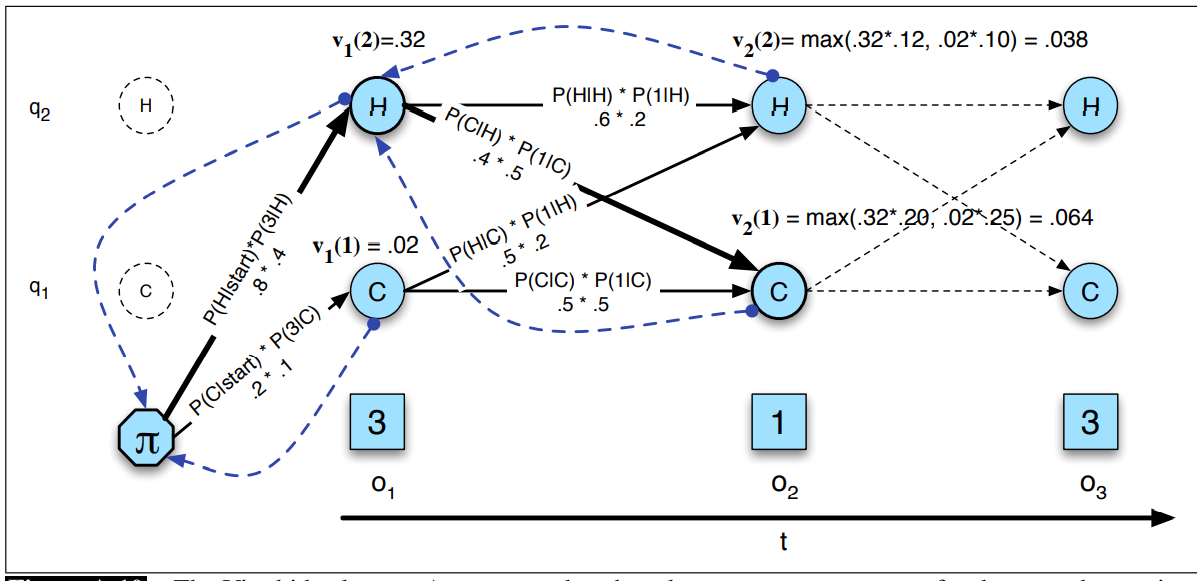 v1(2)=.32
v2(2)= max(.32*.12, .02*.10) = .038
q2
H
H
P(H|H) * P(1|H)
.6 * .2
H
H
P(C|H) * P(1|C)
.4 * .5
P(H|start)*P(3|H)
.8 * .4
v1(1) = .02
P(H|C) * P(1|H)
.5 * .2
v2(1) = max(.32*.20, .02*.25) = .064
q1
C
C
P(C|C) * P(1|C)
.5 * .5
C
C
P(C|start) * P(3|C)
.2 * .1
π
3
1
3
o1
o2
o3
t